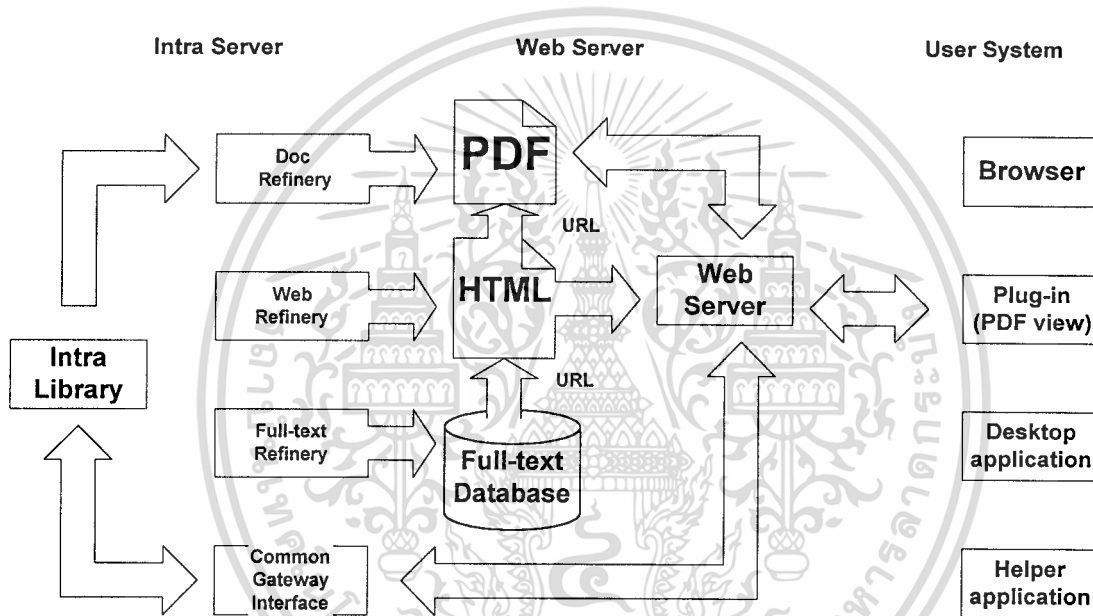 Intra Server
Web Server
User System
Doc
Refinery
PDF
Browser
URL
Web
Refinery
HTML
Web
Server
Plug-in
(PDF view)
Intra
Library
URL
Full-text
Refinery
Full-text
Database
Desktop
application
Common
Gateway
Interface
Helper
application